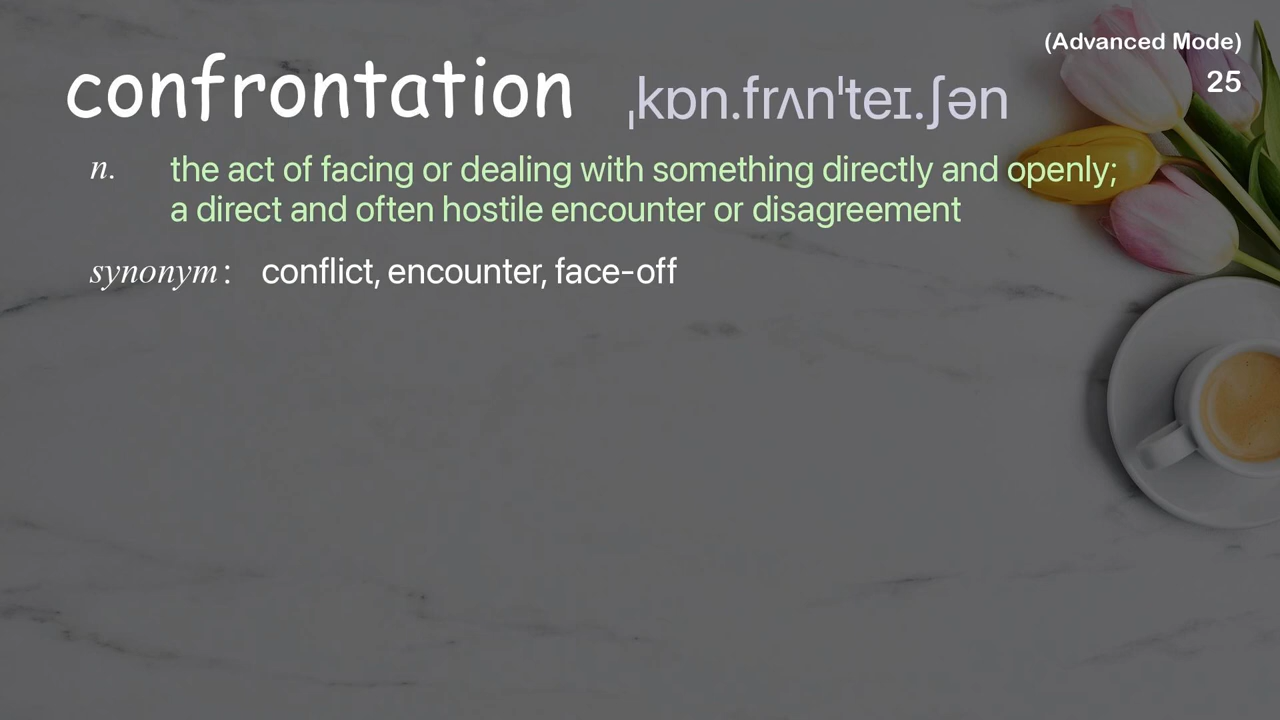 (Advanced Mode)
confrontation ˌkɒn.frʌnˈteɪ.ʃən 25
n. the act of facing or dealing with something directly and openly;
a direct and often hostile encounter or disagreement
synonym: conflict, encounter, face-off